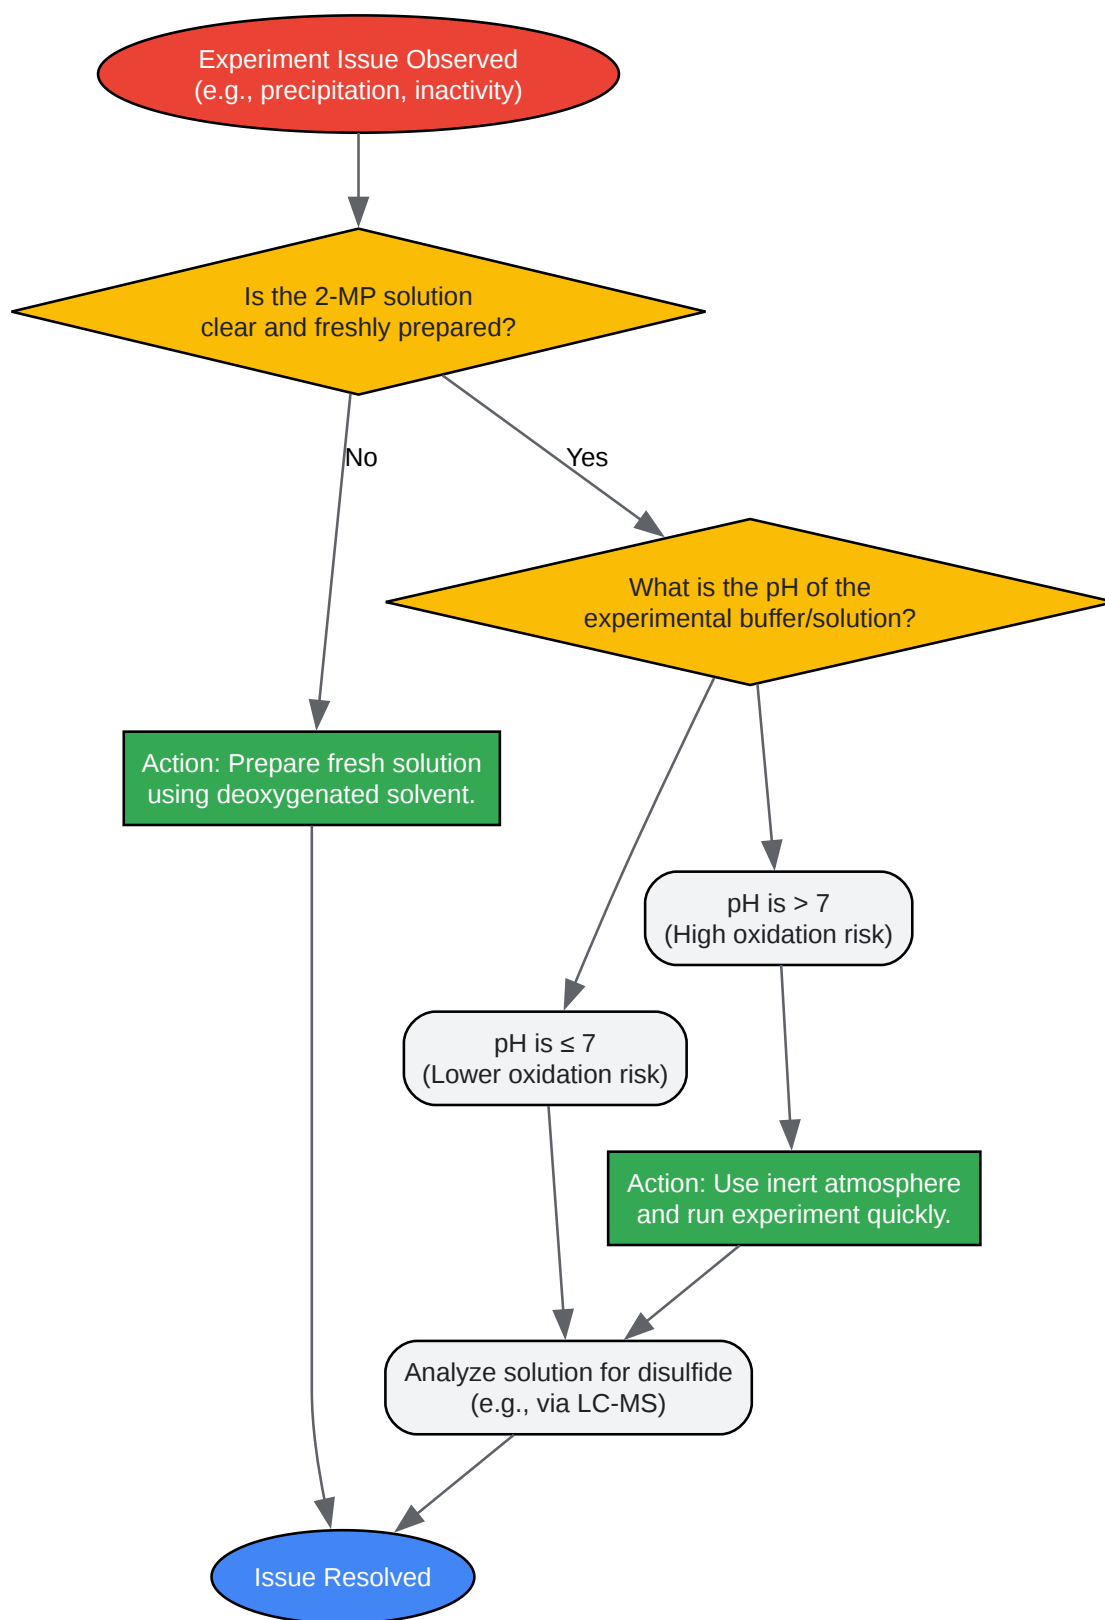 Experiment Issue Observed
(e.g., precipitation, inactivity)
Is the 2-MP solution
clear and freshly prepared?
No
Yes
What is the pH of the
experimental buffer/solution?
Action: Prepare fresh solution
using deoxygenated solvent.
pH is > 7
(High oxidation risk)
pH is ≤ 7
(Lower oxidation risk)
Action: Use inert atmosphere
and run experiment quickly.
Analyze solution for disulfide
(e.g., via LC-MS)
Issue Resolved